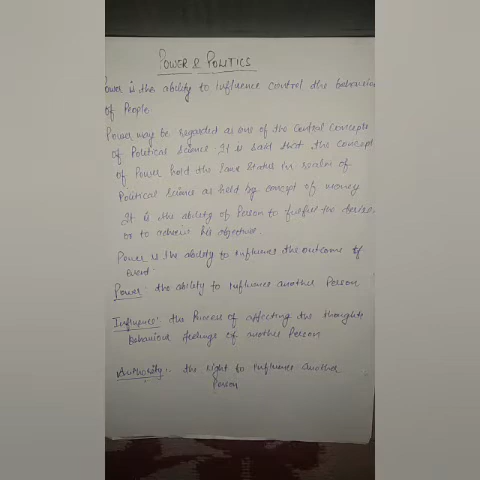 POWER & POLITICS
Power is the ability to influence control the behaviour
of People
Power may be regarded as one of the Central Concepts
of Political Science. It is said that the concept
of Power hold the same status in realm of
Political science as held by concept of money
It is the ability of Person to fulfill the desires
or to achieve his objective.
Power is the ability to influence the outcome of
event.
Power: the ability to influence another Person
Influence: the Process of affecting the thoughts
Behaviour feelings of another Person
Authority: the right to influence another
Person